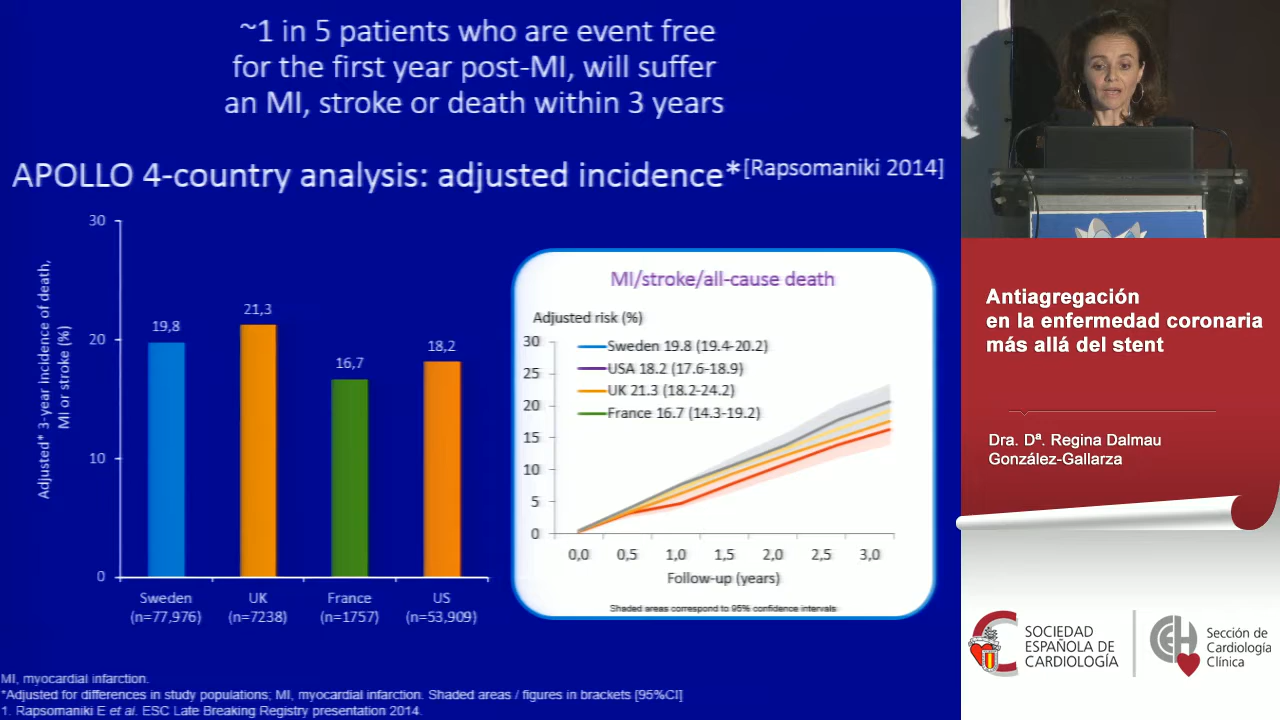 ~1 in 5 patients who are event free
for the first year post-MI, will suffer
an MI, stroke or death within 3 years
APOLLO 4-country analysis: adjusted incidence*[Rapsomaniki 2014]
Adjusted* 3-year incidence of death,
MI or stroke (%)
30
20
10
0
19,8
21,3
16,7
18,2
Sweden
(n=77,976)
UK
(n=7238)
France
(n=1757)
US
(n=53,909)
MI/stroke/all-cause death
Adjusted risk (%)
30
25
20
15
10
5
0
Sweden 19.8 (19.4-20.2)
USA 18.2 (17.6-18.9)
UK 21.3 (18.2-24.2)
France 16.7 (14.3-19.2)
0,0 0,5 1,0 1,5 2,0 2,5 3,0
Follow-up (years)
Shaded areas correspond to 95% confidence intervals
MI, myocardial infarction.
*Adjusted for differences in study populations; MI, myocardial infarction. Shaded areas / figures in brackets [95%CI]
1. Rapsomaniki E et al. ESC Late Breaking Registry presentation 2014.
Antiagregación
en la enfermedad coronaria
más allá del stent
Dra. Dª. Regina Dalmau
González-Gallarza
SOCIEDAD
ESPAÑOLA DE
CARDIOLOGÍA
Sección de
Cardiología
Clínica